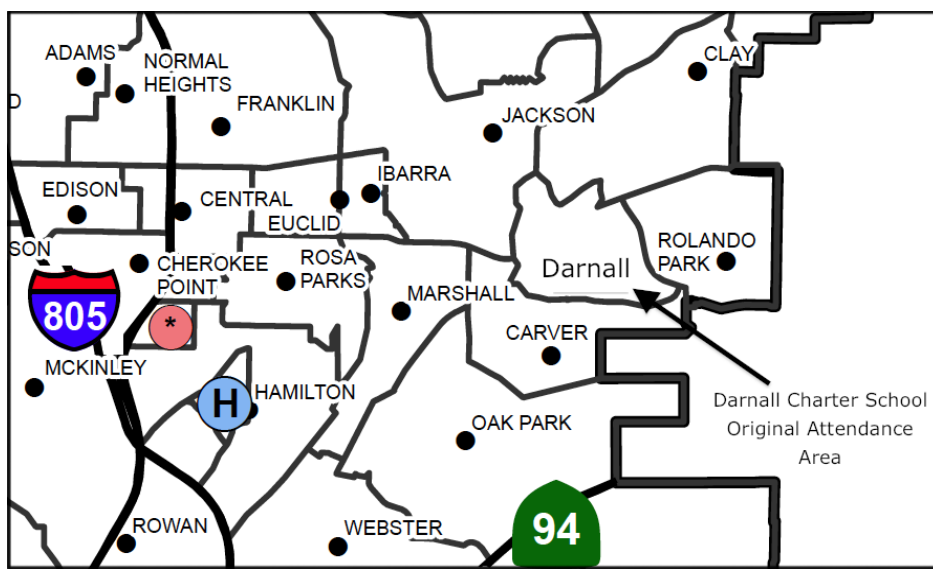 ADAMS
NORMAL
HEIGHTS
CLAY
D
FRANKLIN
JACKSON
IBARRA
EDISON
CENTRAL
EUCLID
SON
CHEROKEE
POINT
ROSA
PARKS
Darnall
ROLANDO
PARK
805
*
MARSHALL
CARVER
MCKINLEY
H
HAMILTON
Darnall Charter School
Original Attendance
Area
OAK PARK
ROWAN
WEBSTER
94